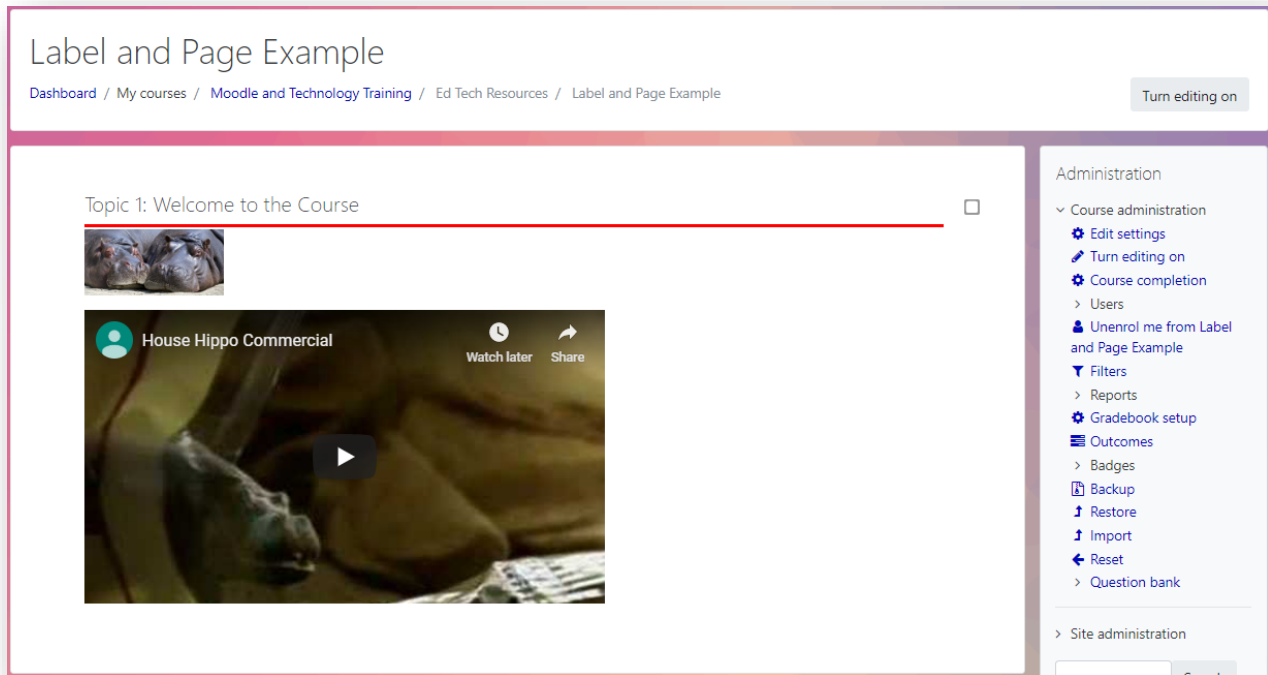 Label and Page Example
Dashboard / My courses / Moodle and Technology Training / Ed Tech Resources / Label and Page Example
Turn editing on
Topic 1: Welcome to the Course
House Hippo Commercial
Watch later
Share
Administration
Course administration
Edit settings
Turn editing on
Course completion
Users
Unenrol me from Label
and Page Example
Filters
Reports
Gradebook setup
Outcomes
Badges
Backup
Restore
Import
Reset
Question bank
Site administration